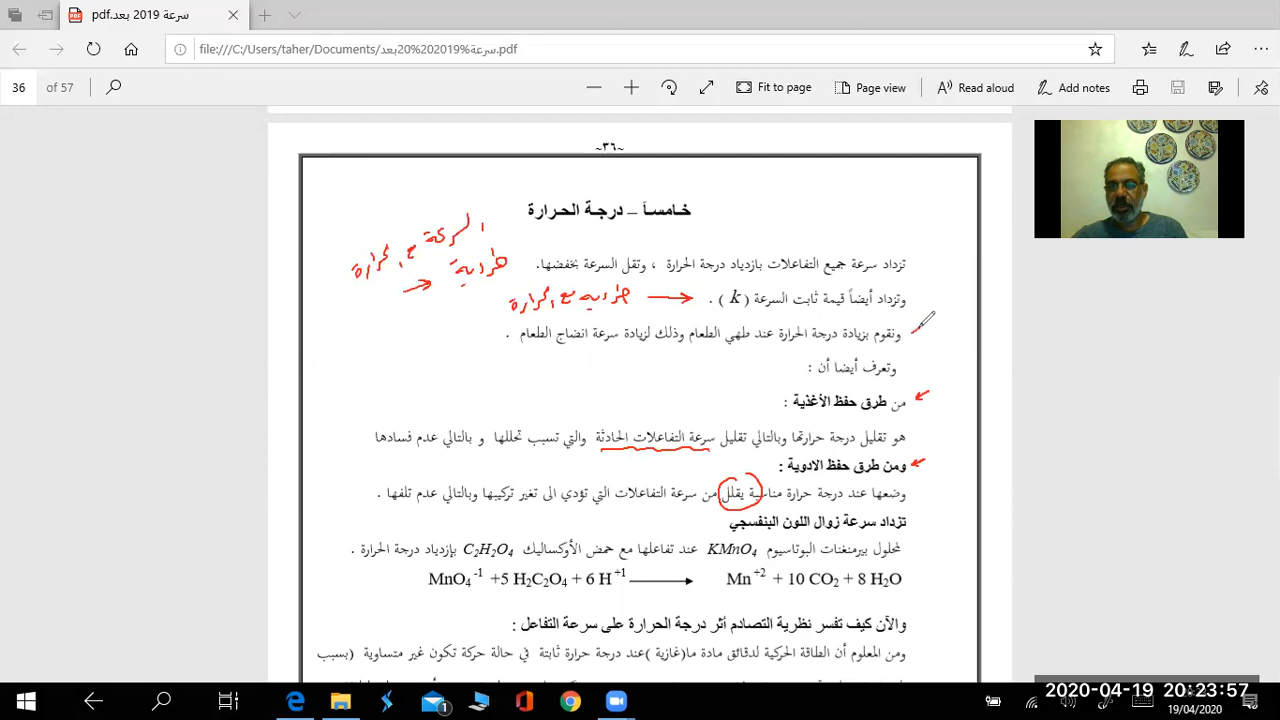 سرعة 2019 بعد.pdf
file:///C:/Users/taher/Documents/سرعة%202019%20بعد.pdf
36 of 57
Fit to page
Page view
Read aloud
Add notes
~٣٦~
خامساً – درجة الحرارة
السرعة مع الحرارة
طردية
تزداد سرعة جميع التفاعلات بازدياد درجة الحرارة ، وتقل السرعة بخفضها.
وتزداد أيضاً قيمة ثابت السرعة ( k ) .
طردية مع الحرارة
ونقوم بزيادة درجة الحرارة عند طهي الطعام وذلك لزيادة سرعة انضاج الطعام .
وتعرف أيضا أن :
من طرق حفظ الأغذية :
هو تقليل درجة حرارتها وبالتالي تقليل سرعة التفاعلات الحادثة والتي تسبب تحللها و بالتالي عدم فسادها
ومن طرق حفظ الادوية :
وضعها عند درجة حرارة مناسبة يقلل من سرعة التفاعلات التي تؤدي الى تغير تركيبها وبالتالي عدم تلفها .
تزداد سرعة زوال اللون البنفسجي
لمحلول بيرمنغنات البوتاسيوم KMnO4 عند تفاعلها مع حمض الأوكساليك C2H2O4 بإزدياد درجة الحرارة .
MnO4 -1 +5 H2C2O4 + 6 H +1 → Mn +2 + 10 CO2 + 8 H2O
والآن كيف تفسر نظرية التصادم أثر درجة الحرارة على سرعة التفاعل :
ومن المعلوم أن الطاقة الحركية لدقائق مادة ما(غازية )عند درجة حرارة ثابتة في حالة حركة تكون غير متساوية (بسبب
2020-04-19 20:23:57
19/04/2020